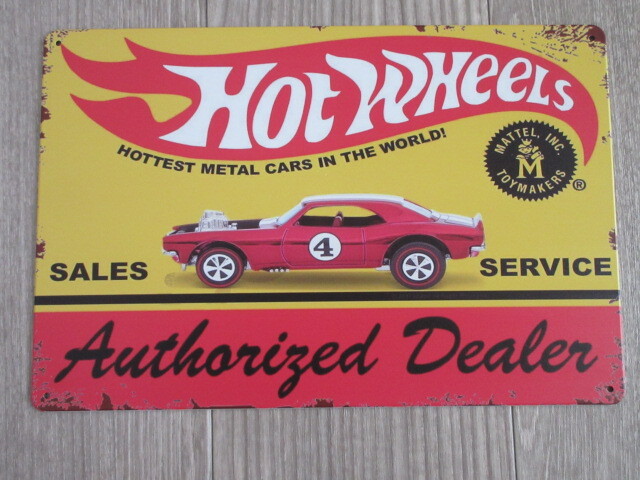 HOT WHEELS
HOTTEST METAL CARS IN THE WORLD!
MATTEL, INC
M
TOYMAKERS
®
4
SALES
SERVICE
Authorized Dealer